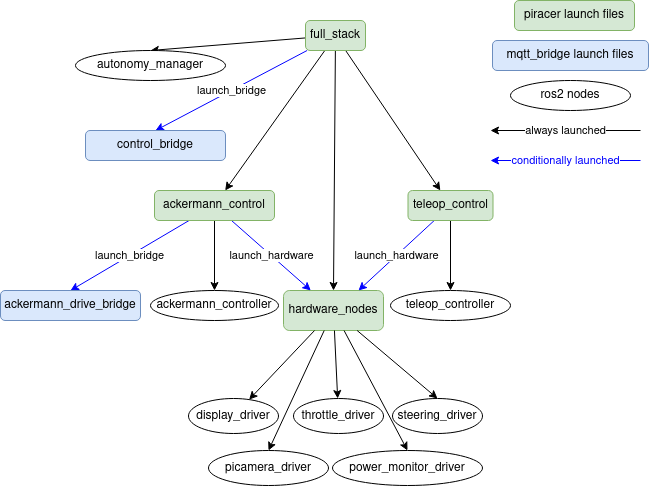 piracer launch files
full_stack
mqtt_bridge launch files
autonomy_manager
launch_bridge
ros2 nodes
always launched
control_bridge
conditionally launched
ackermann_control
teleop_control
launch_bridge
launch_hardware
launch_hardware
ackermann_drive_bridge
ackermann_controller
hardware_nodes
teleop_controller
display_driver
throttle_driver
steering_driver
picamera_driver
power_monitor_driver